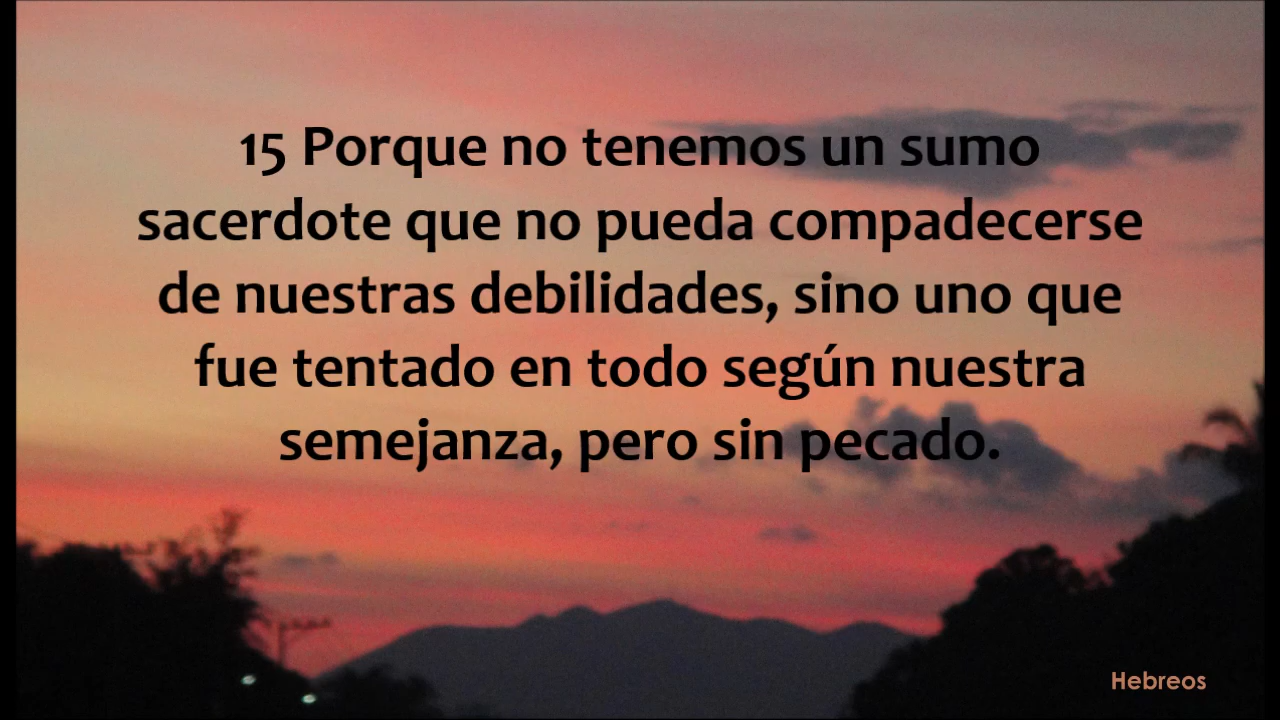 15 Porque no tenemos un sumo
sacerdote que no pueda compadecerse
de nuestras debilidades, sino uno que
fue tentado en todo según nuestra
semejanza, pero sin pecado.
Hebreos